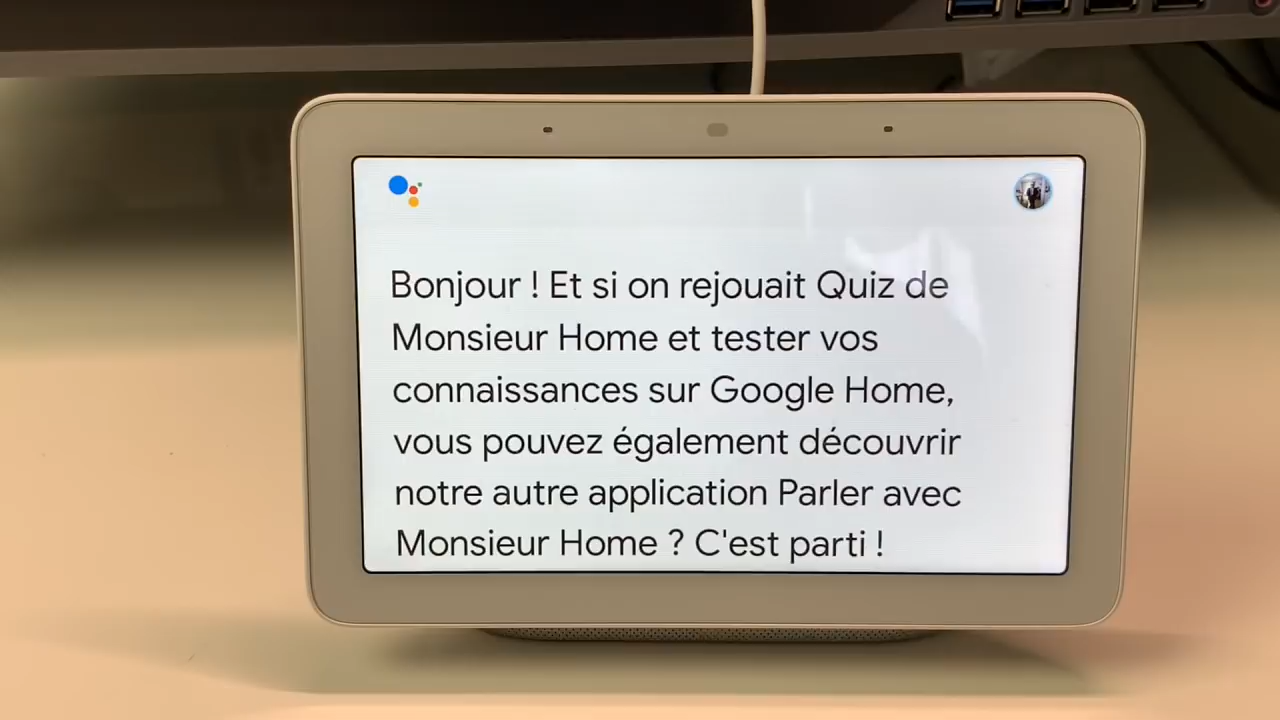 Bonjour ! Et si on rejouait Quiz de
Monsieur Home et tester vos
connaissances sur Google Home,
vous pouvez également découvrir
notre autre application Parler avec
Monsieur Home ? C'est parti !